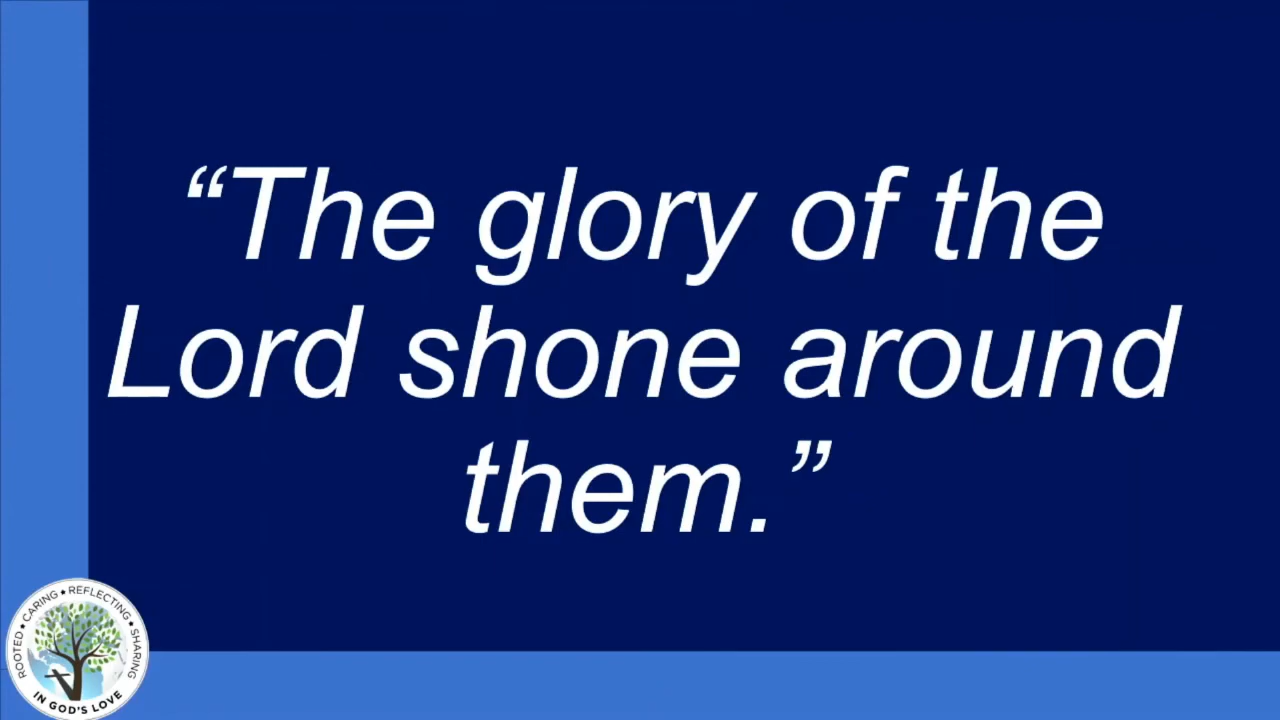 “The glory of the
Lord shone around
them.”
ROOTED ★ CARING ★ REFLECTING ★ SHARING
IN GOD'S LOVE